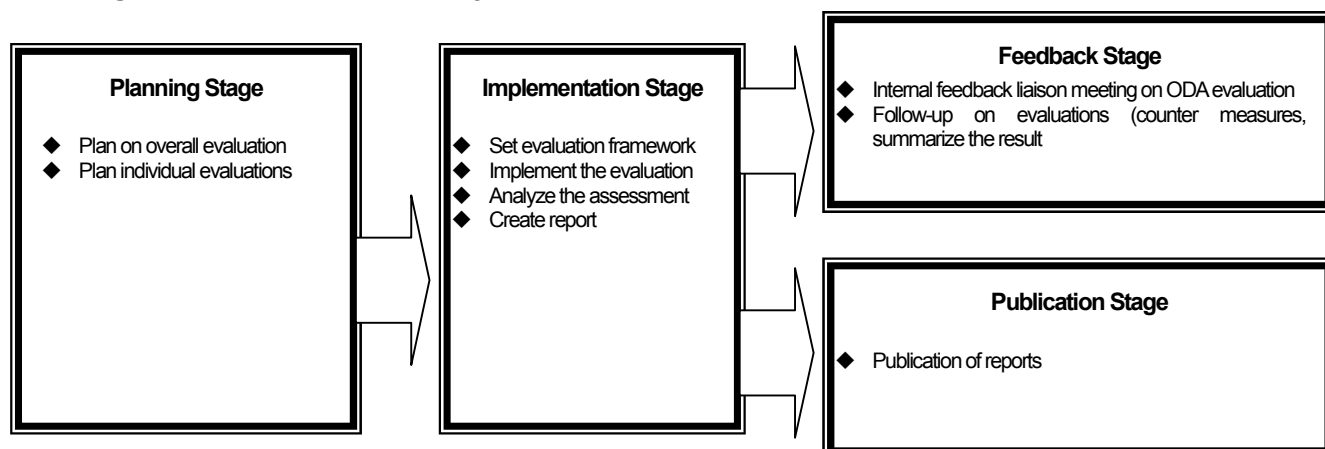 Planning Stage
◆ Plan on overall evaluation
◆ Plan individual evaluations
Implementation Stage
◆ Set evaluation framework
◆ Implement the evaluation
◆ Analyze the assessment
◆ Create report
Feedback Stage
◆ Internal feedback liaison meeting on ODA evaluation
◆ Follow-up on evaluations (counter measures,
summarize the result
Publication Stage
◆ Publication of reports